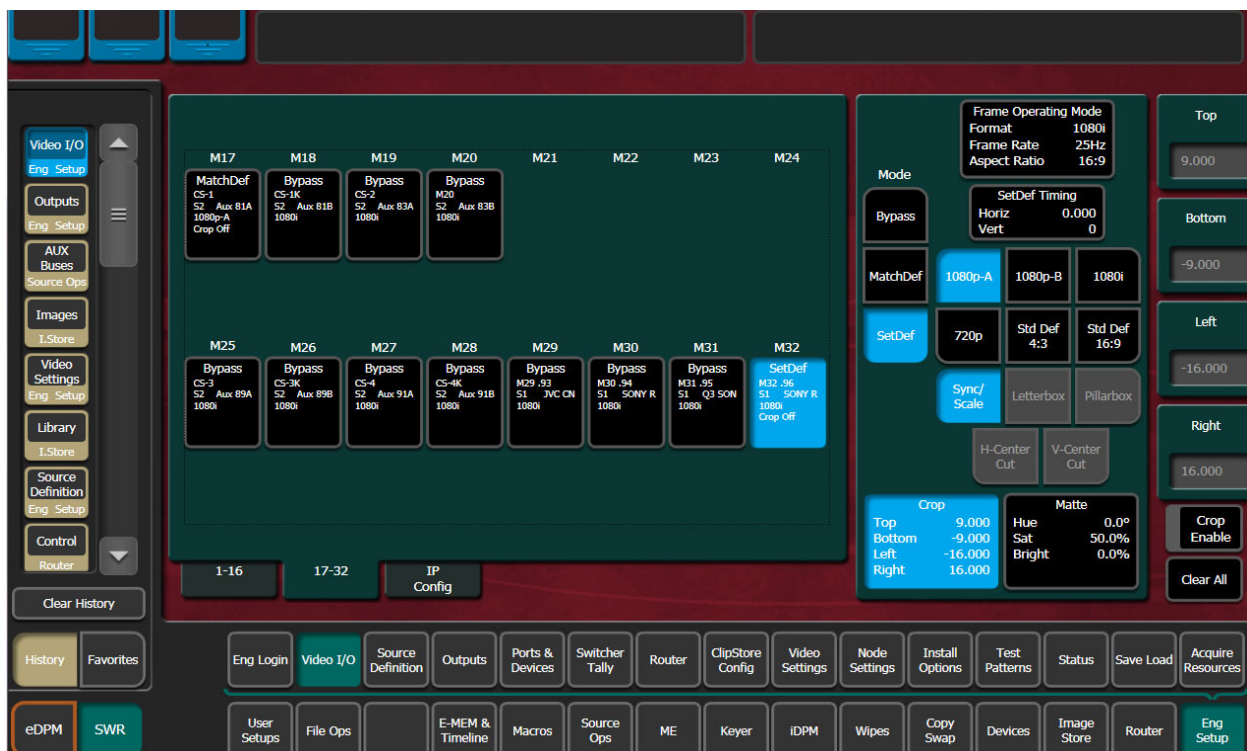 Video I/O
Eng Setup
Outputs
Eng Setup
AUX
Buses
Source Ops
Images
I.Store
Video
Settings
Eng Setup
Library
I.Store
Source
Definition
Eng Setup
Control
Router
Clear History
History
Favorites
eDPM
SWR
M17 M18 M19 M20 M21 M22 M23 M24
MatchDef
CS-1
S2 Aux 81A
1080p-A
Crop Off
Bypass
CS-1K
S2 Aux 81B
1080i
Bypass
CS-2
S2 Aux 83A
1080i
Bypass
M20
S2 Aux 83B
1080i
M25 M26 M27 M28 M29 M30 M31 M32
Bypass
CS-3
S2 Aux 89A
1080i
Bypass
CS-3K
S2 Aux 89B
1080i
Bypass
CS-4
S2 Aux 91A
1080i
Bypass
CS-4K
S2 Aux 91B
1080i
Bypass
M29 .93
S1 JVC CN
1080i
Bypass
M30 .94
S1 SONY R
1080i
Bypass
M31 .95
S1 Q3 SON
1080i
SetDef
M32 .96
S1 SONY R
1080i
Crop Off
1-16
17-32
IP
Config
Frame Operating Mode
Format 1080i
Frame Rate 25Hz
Aspect Ratio 16:9
Mode
SetDef Timing
Horiz 0.000
Vert 0
Bypass
MatchDef
SetDef
1080p-A
1080p-B
1080i
720p
Std Def
4:3
Std Def
16:9
Sync/
Scale
Letterbox
Pillarbox
H-Center
Cut
V-Center
Cut
Crop
Top 9.000
Bottom -9.000
Left -16.000
Right 16.000
Matte
Hue 0.0°
Sat 50.0%
Bright 0.0%
Top
9.000
Bottom
-9.000
Left
-16.000
Right
16.000
Crop
Enable
Clear All
Eng Login
Video I/O
Source
Definition
Outputs
Ports &
Devices
Switcher
Tally
Router
ClipStore
Config
Video
Settings
Node
Settings
Install
Options
Test
Patterns
Status
Save Load
Acquire
Resources
User
Setups
File Ops
E-MEM &
Timeline
Macros
Source
Ops
ME
Keyer
iDPM
Wipes
Copy
Swap
Devices
Image
Store
Router
Eng
Setup